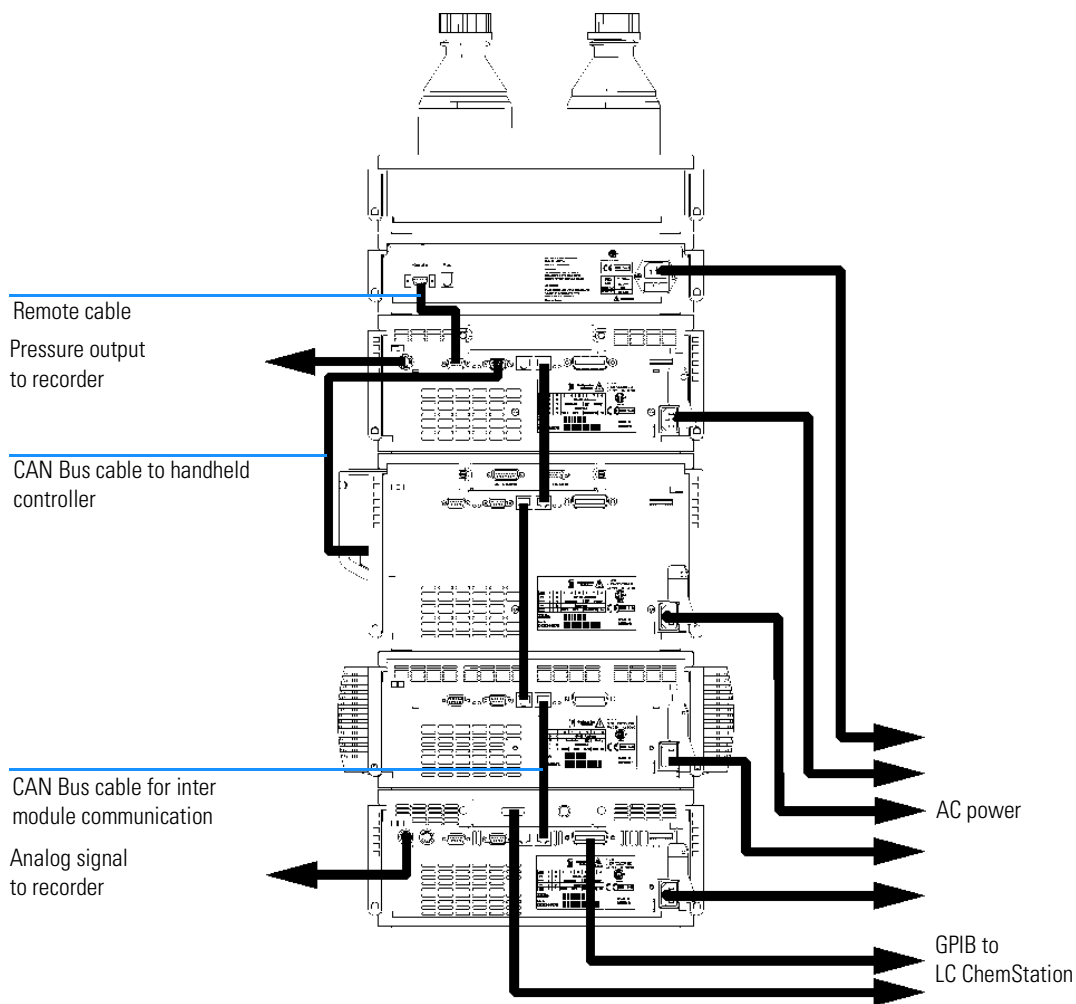 Remote
Remote cable
Pressure output
to recorder
CAN Bus cable to handheld
controller
CAN Bus cable for inter
module communication
AC power
Analog signal
to recorder
GPIB to
LC ChemStation